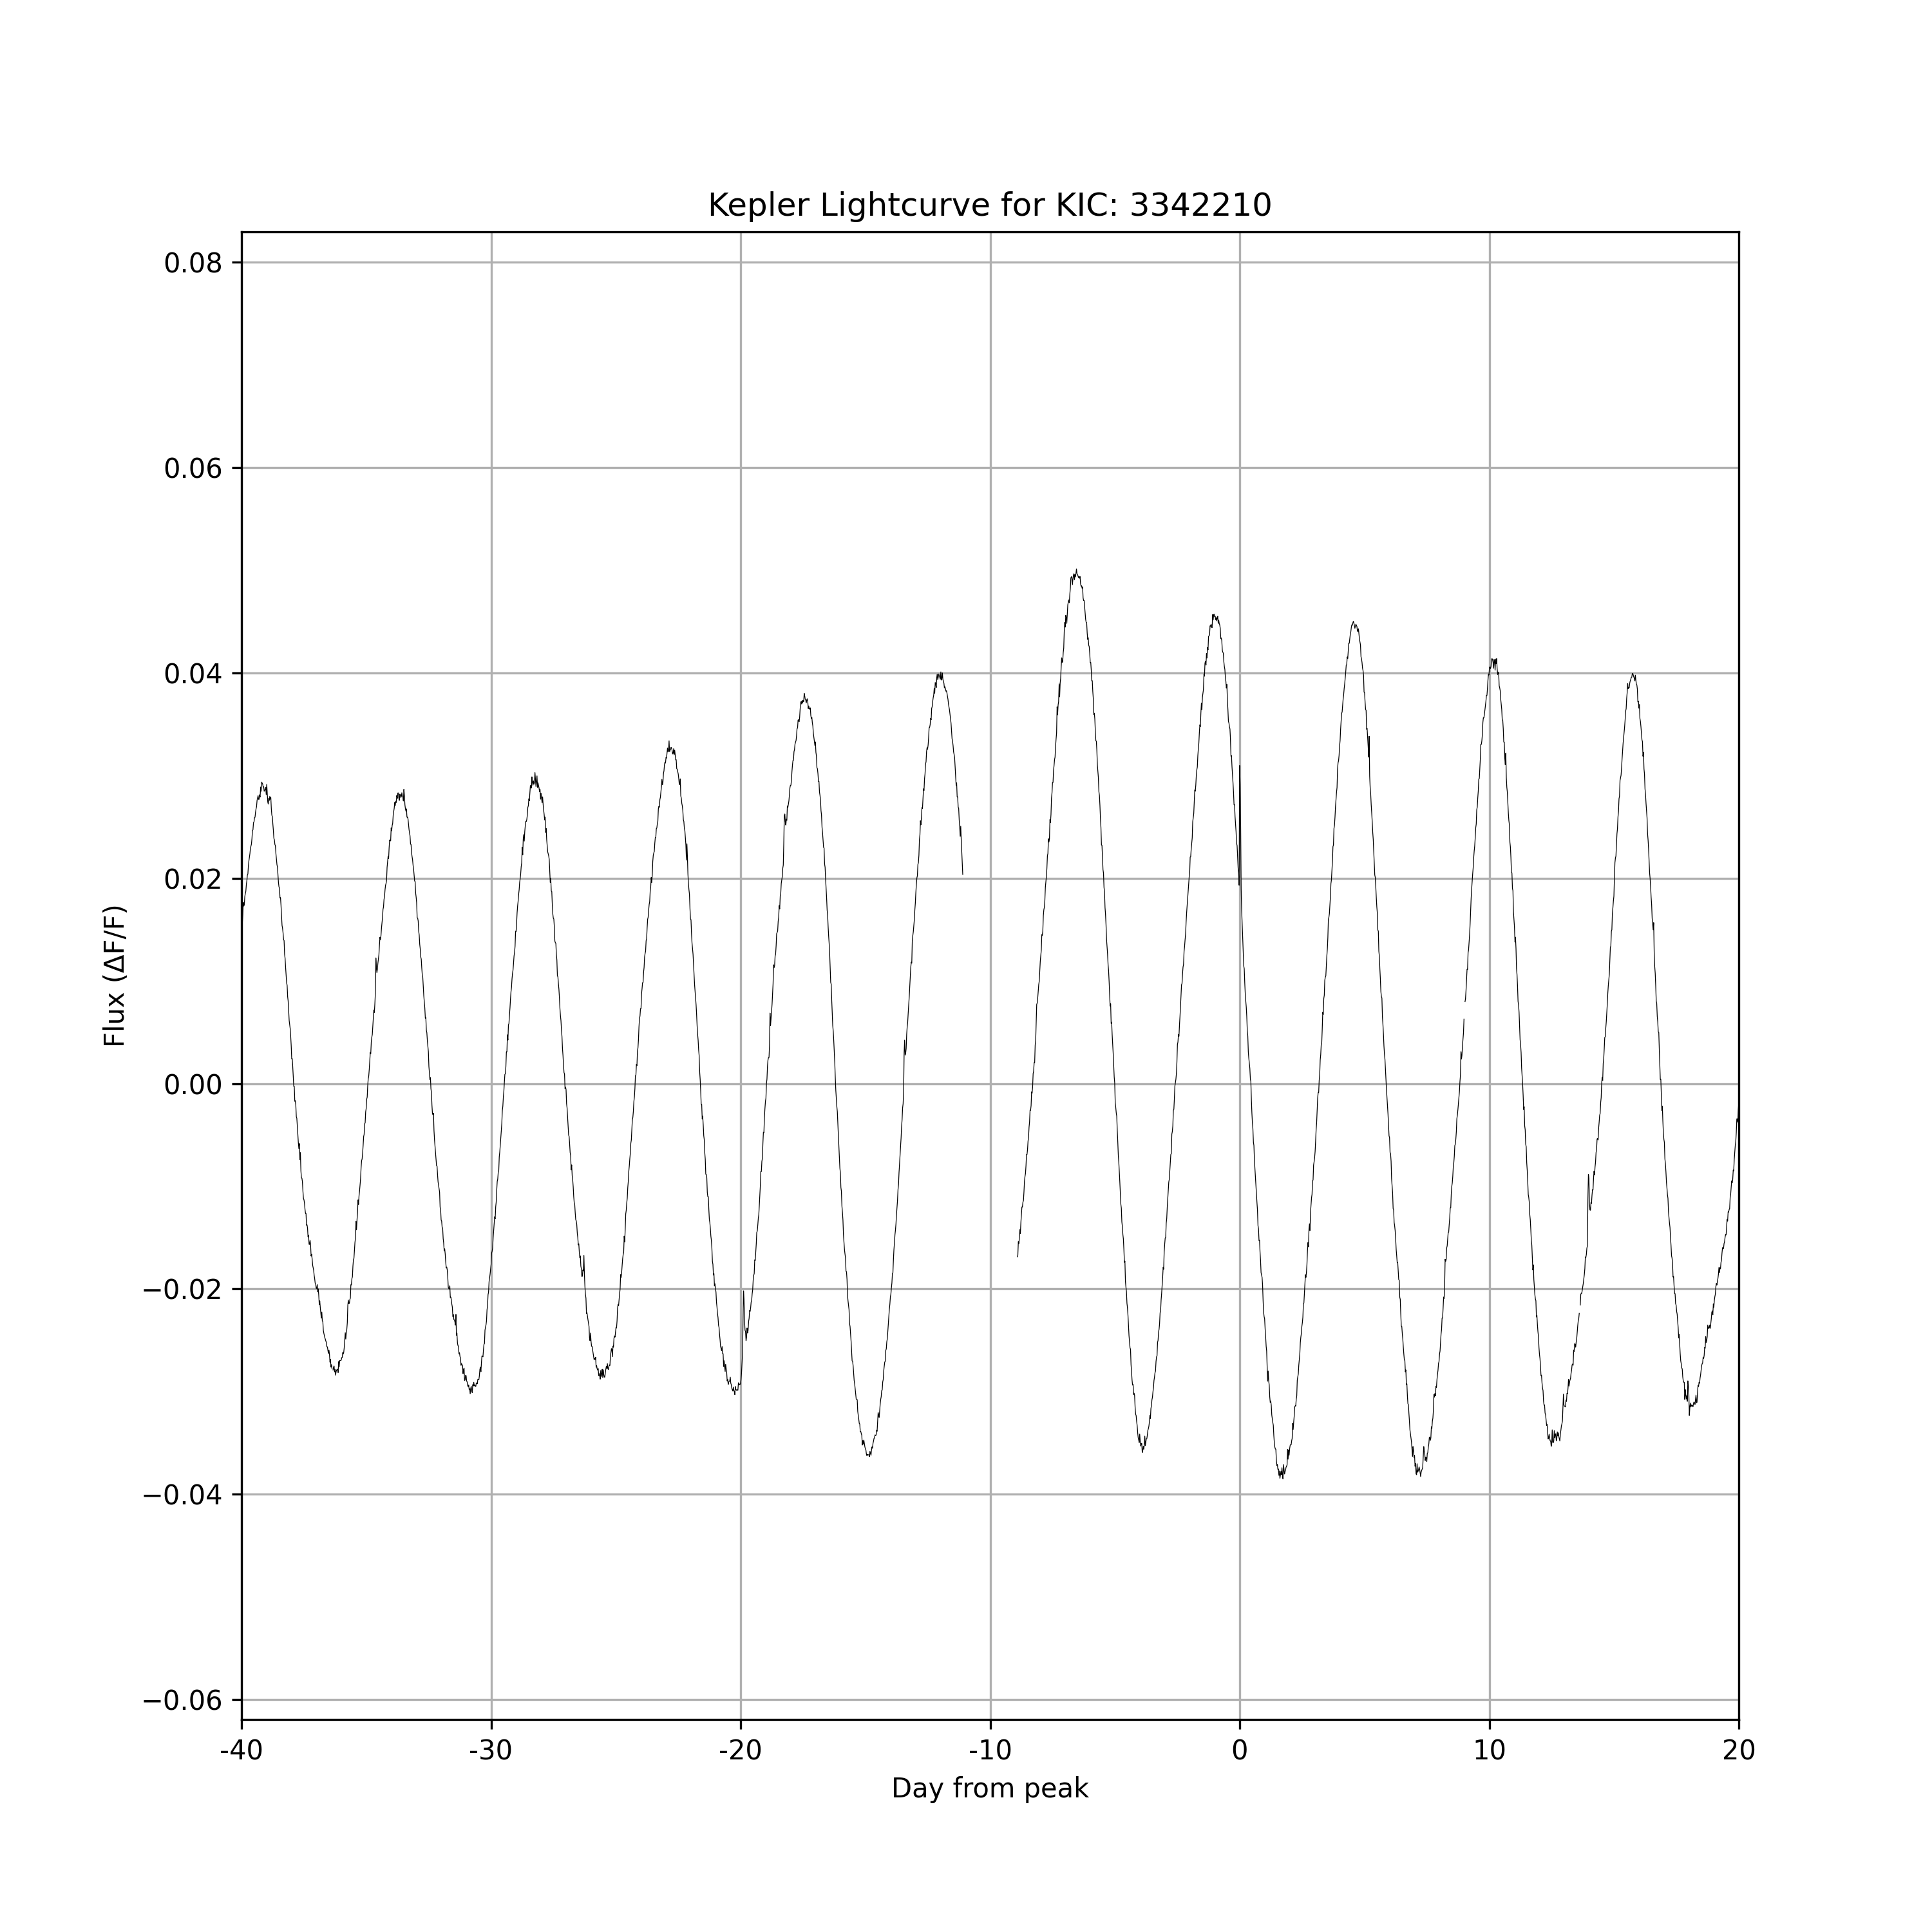 Kepler Lightcurve for KIC: 3342210
0.08
0.06
0.04
0.02
0.00
−0.02
−0.04
−0.06
Flux (ΔF/F)
-40 -30 -20 -10 0 10 20
Day from peak